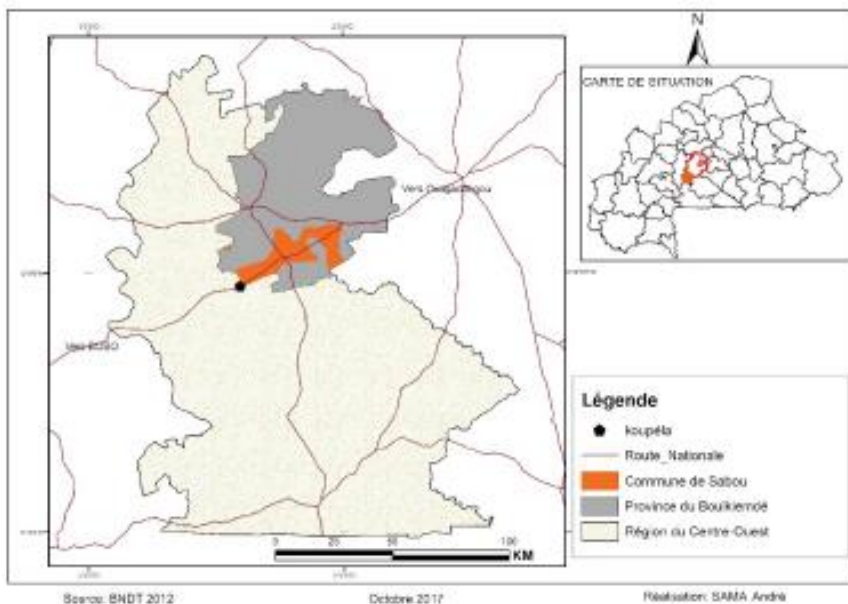 N
CARTE DE SITUATION
Vers Ouagadougou
Vers BOBO
Légende
koupéla
Route_Nationale
Commune de Sabou
Province du Boulkiemdé
Région du Centre-Ouest
0 25 50 100
KM
Source: BNDT 2012
Octobre 2017
Réalisation: SAMA André